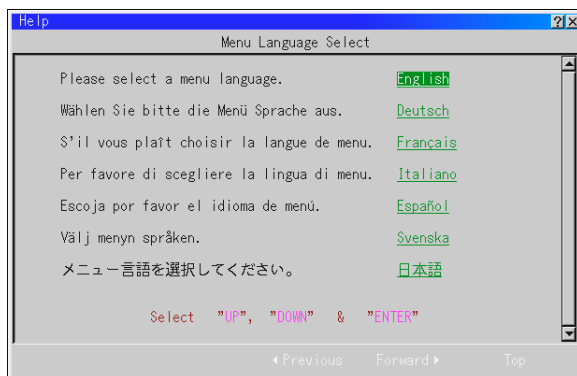 Help
Menu Language Select
Please select a menu language. English
Wählen Sie bitte die Menü Sprache aus. Deutsch
S'il vous plaît choisir la langue de menu. Français
Per favore di scegliere la lingua di menu. Italiano
Escoja por favor el idioma de menú. Español
Välj menyn språken. Svenska
メニュー言語を選択してください。 日本語
Select "UP", "DOWN" & "ENTER"
Previous Forward Top